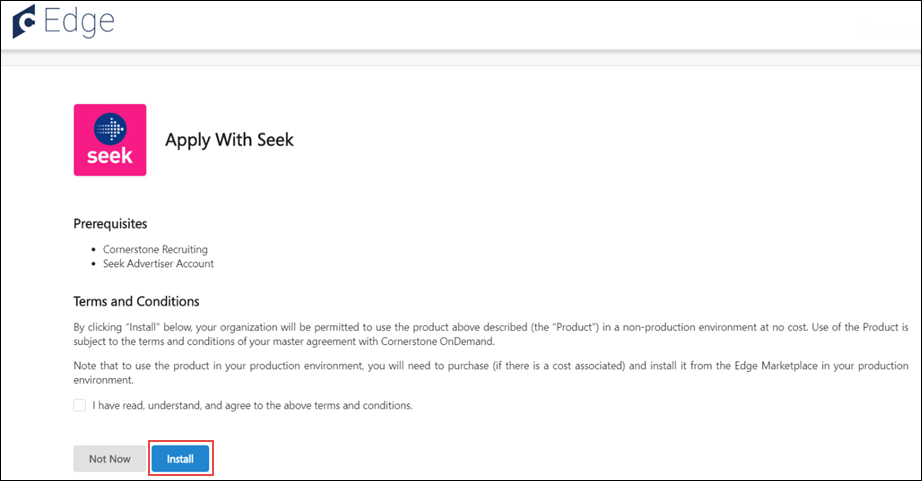 C Edge
seek
Apply With Seek
Prerequisites
• Cornerstone Recruiting
• Seek Advertiser Account
Terms and Conditions
By clicking “Install” below, your organization will be permitted to use the product above described (the “Product”) in a non-production environment at no cost. Use of the Product is
subject to the terms and conditions of your master agreement with Cornerstone OnDemand.
Note that to use the product in your production environment, you will need to purchase (if there is a cost associated) and install it from the Edge Marketplace in your production
environment.
I have read, understand, and agree to the above terms and conditions.
Not Now Install